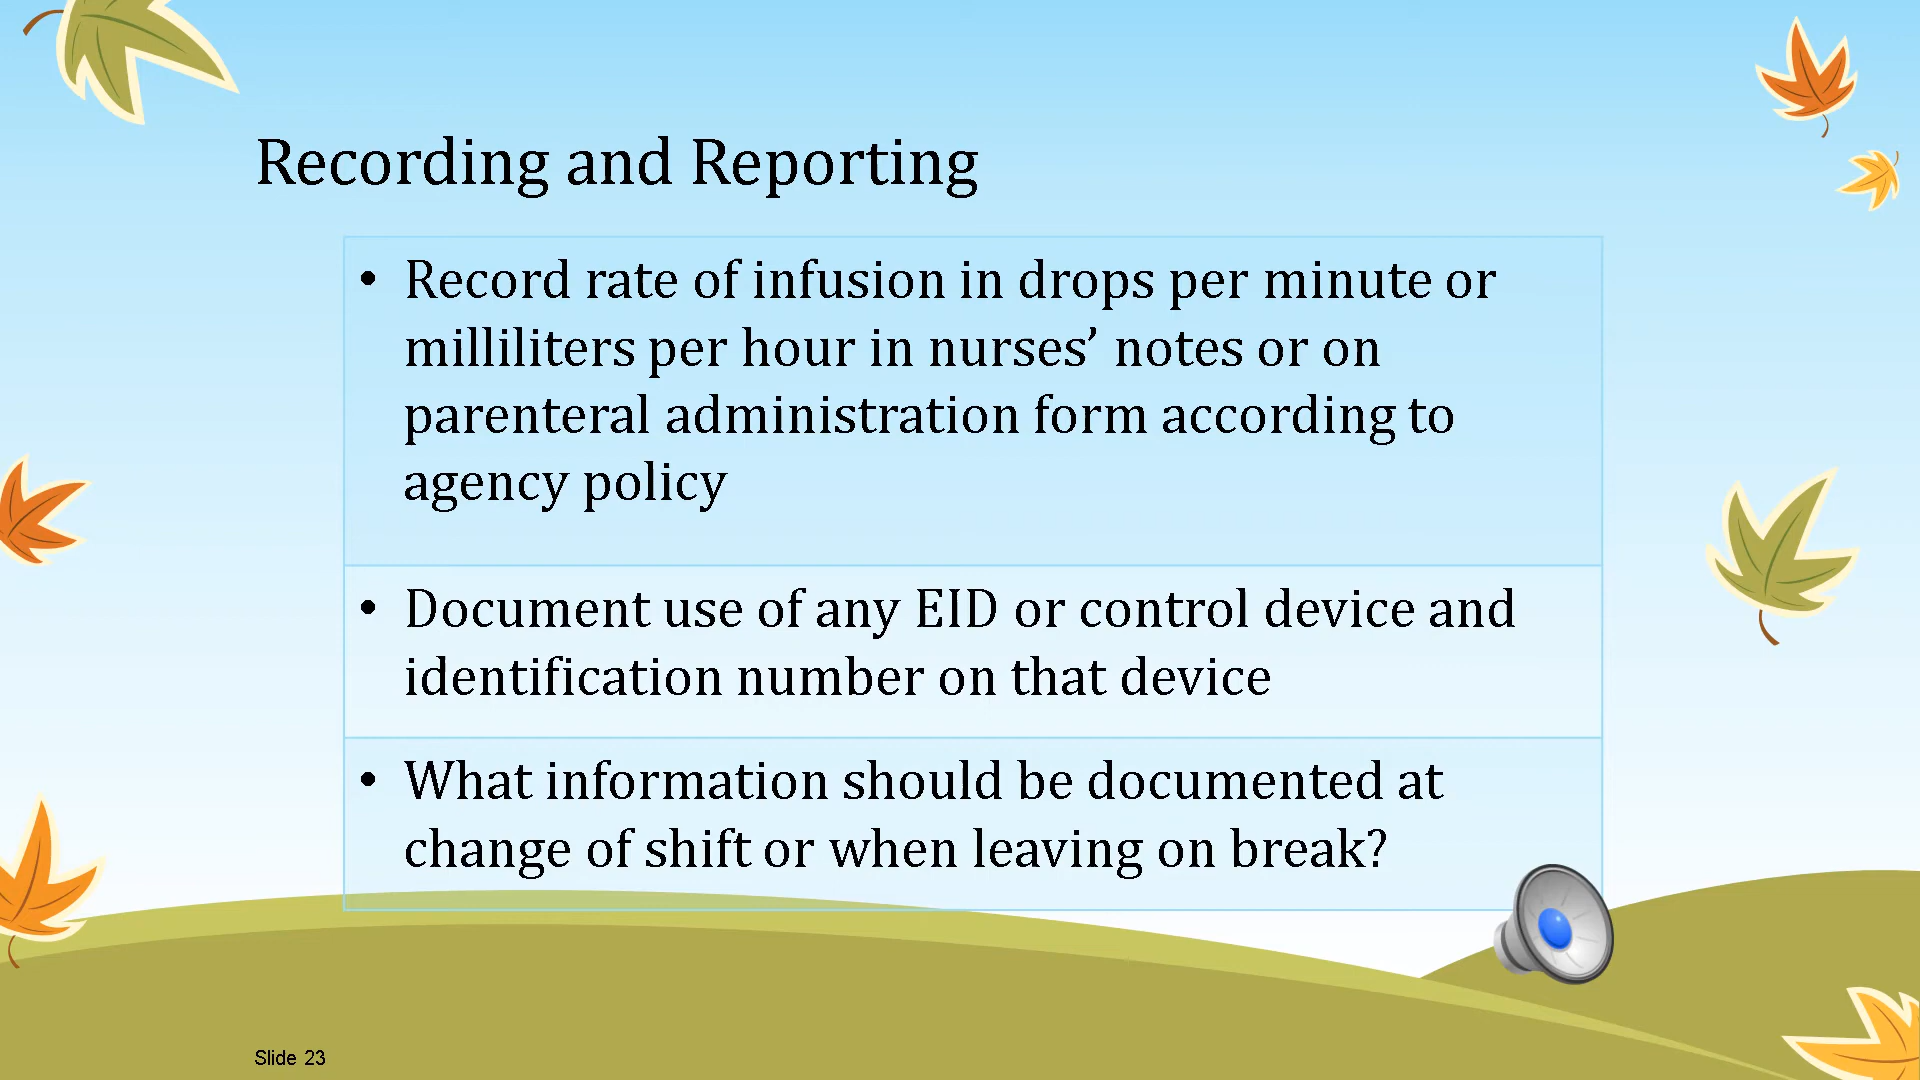 Recording and Reporting
• Record rate of infusion in drops per minute or
milliliters per hour in nurses’ notes or on
parenteral administration form according to
agency policy
• Document use of any EID or control device and
identification number on that device
• What information should be documented at
change of shift or when leaving on break?
Slide 23